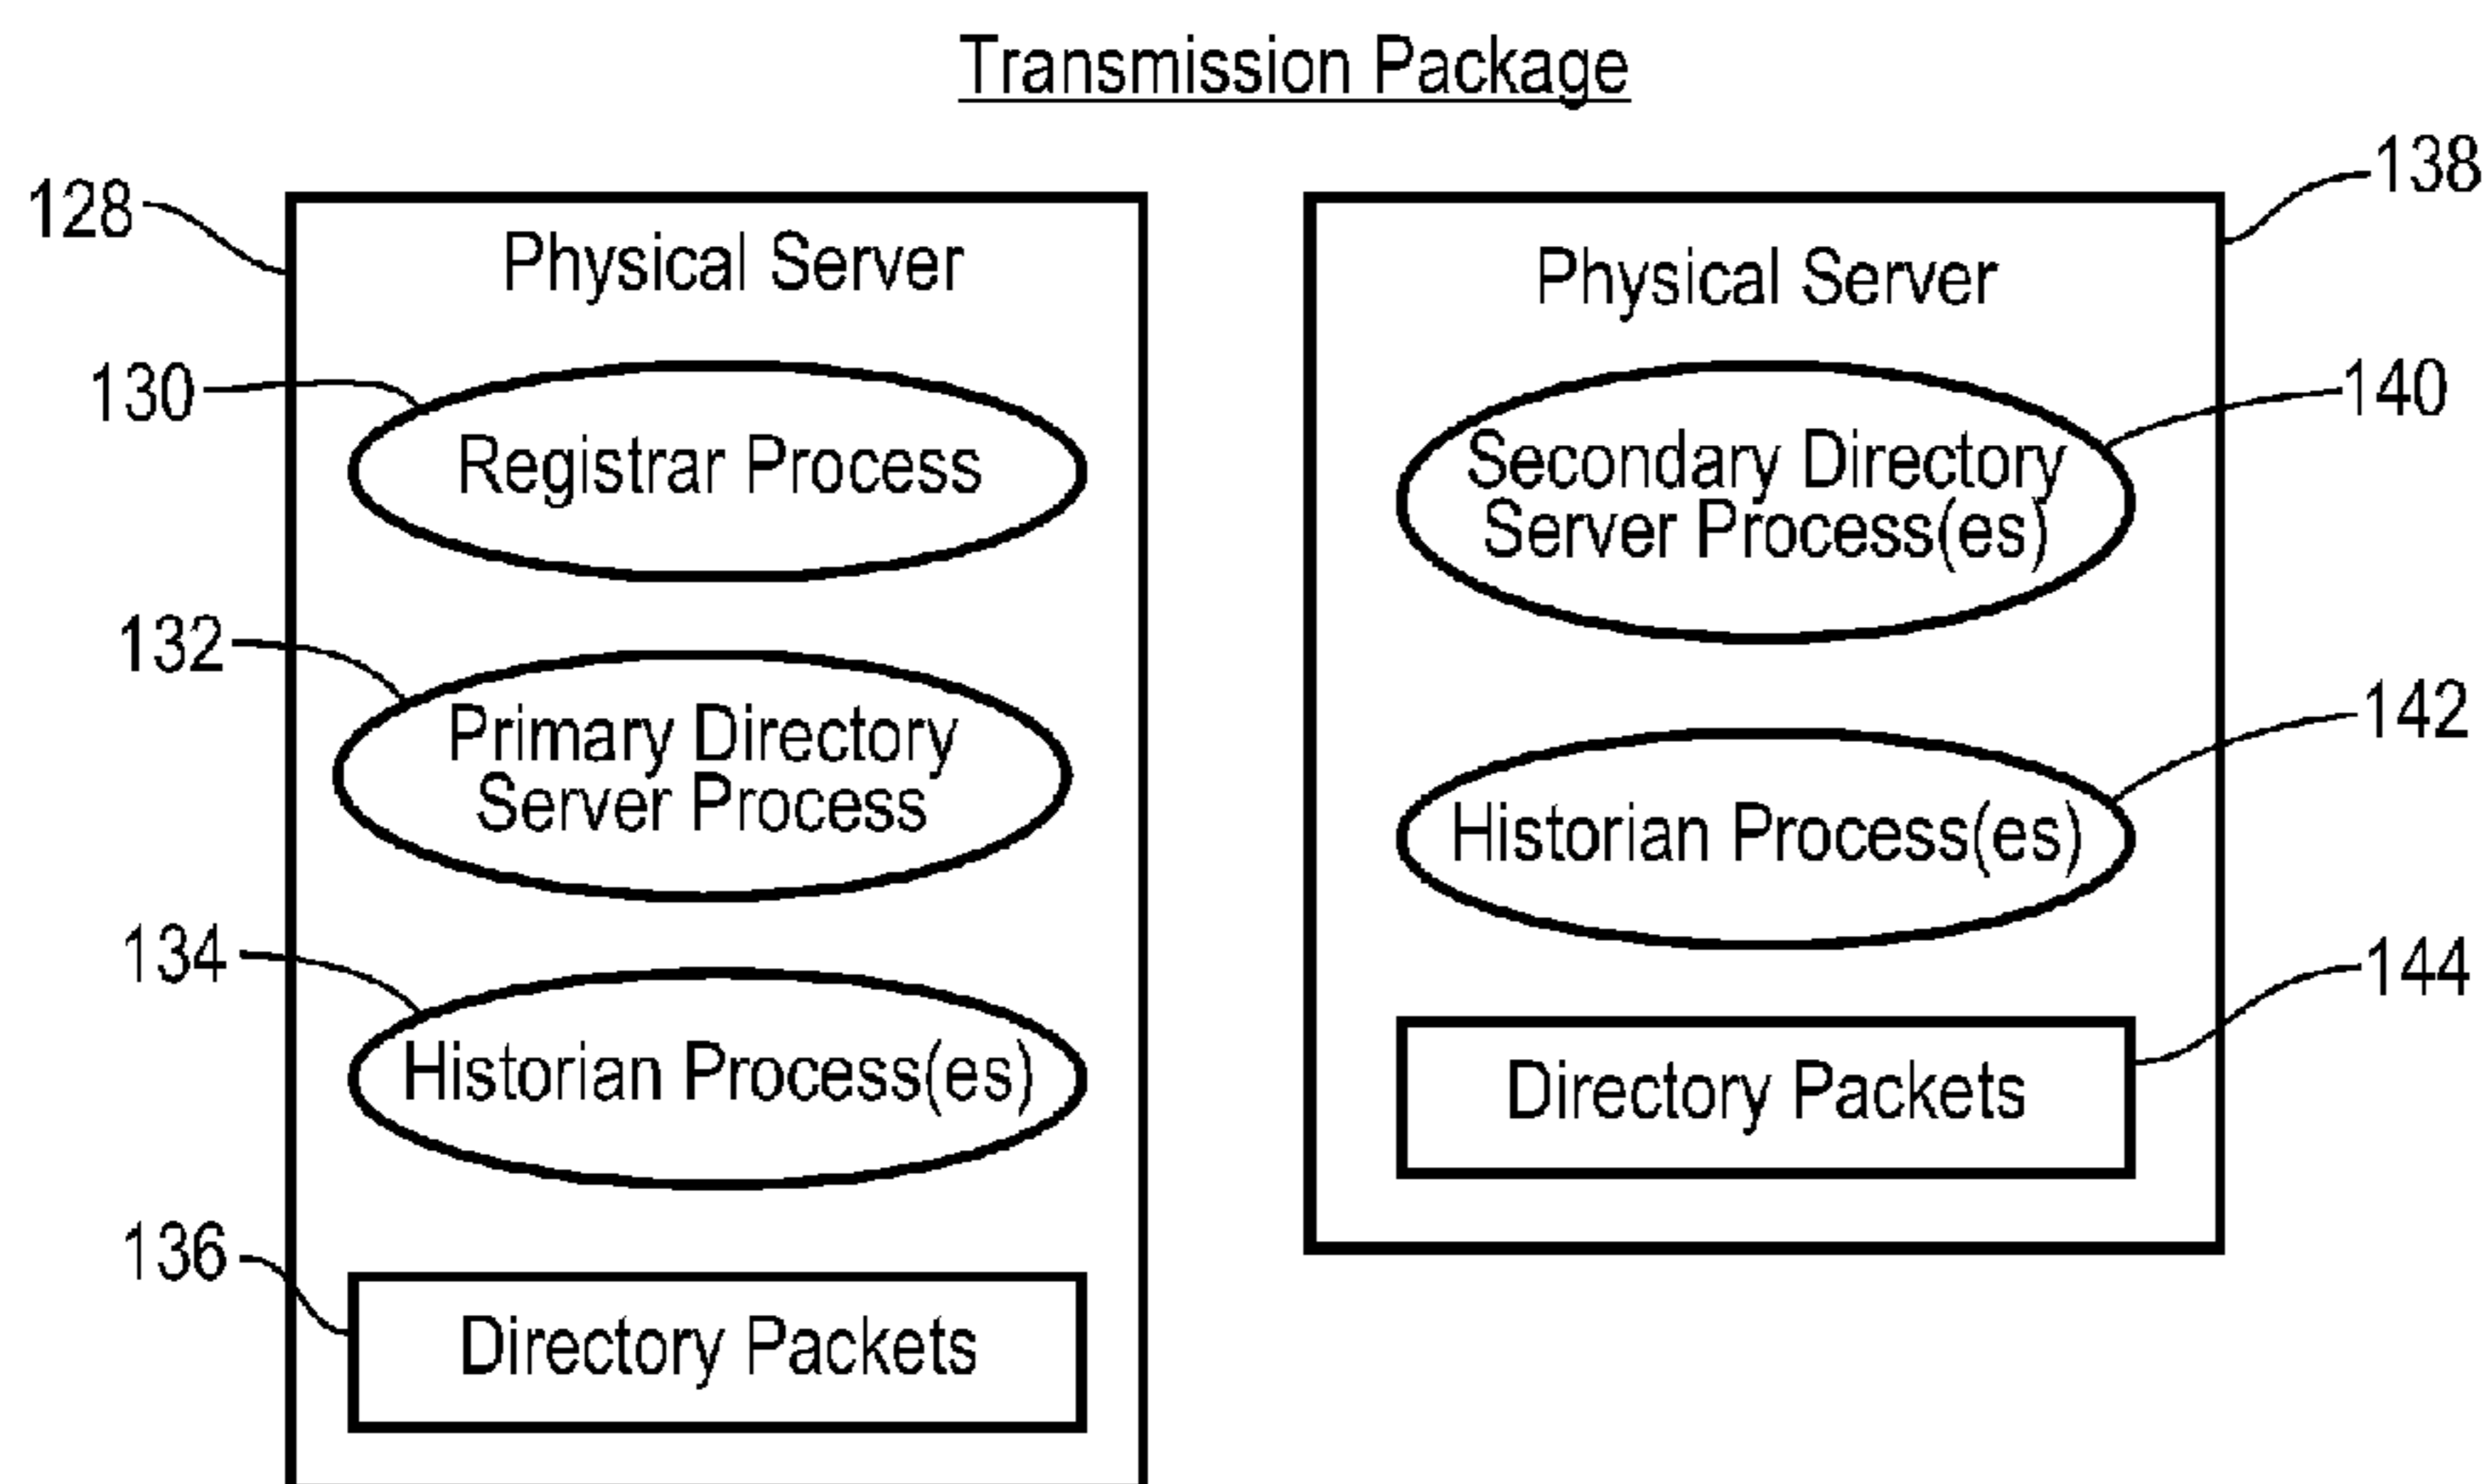 Transmission Package
128
Physical Server
130
Registrar Process
132
Primary Directory
Server Process
134
Historian Process(es)
136
Directory Packets
138
Physical Server
140
Secondary Directory
Server Process(es)
142
Historian Process(es)
144
Directory Packets